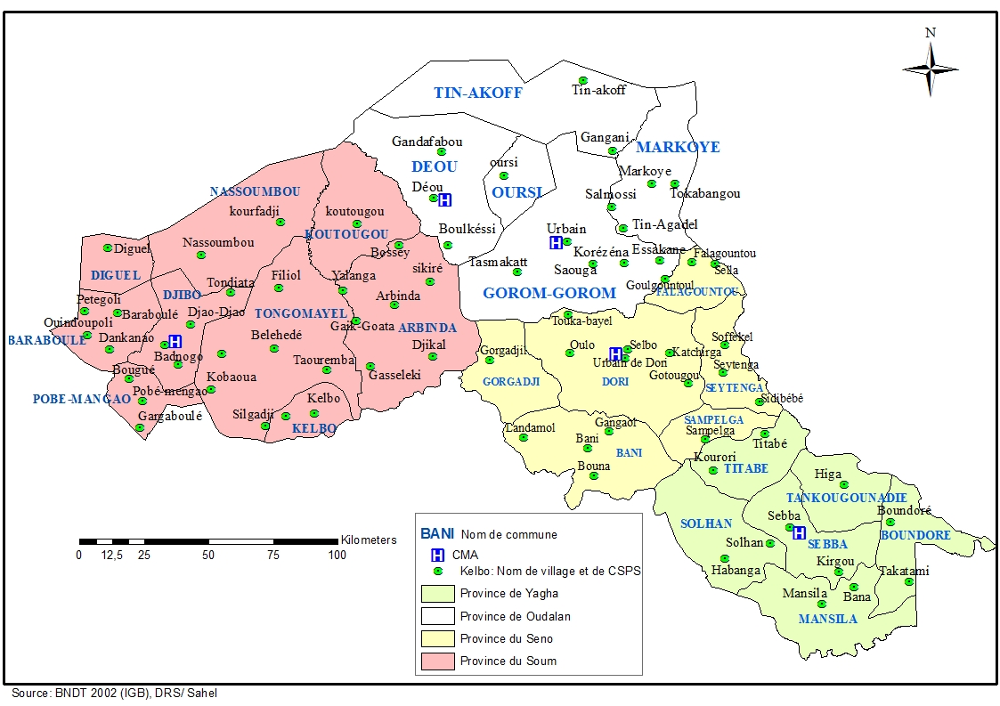 N
TIN-AKOFF
Tin-akoff
Gangani
MARKOYE
Gandafabou
DEOU
oursi
OURSI
Markoye
Tokabangou
Déou
H
Salmossi
Tin-Agadel
NASSOUMBOU
kourfadji
koutougou
KOUTOUGOU
Boulkéssi
Urbain
H
Bossey
Nassoumbou
Diguel
DIGUEL
Tasmakatt
Korézéna
Saouga
Essakane
Falagountou
Seila
Goulgountoul
FALAGOUNTOU
GOROM-GOROM
sikiré
Filiol
Yalanga
Tondiata
DJIBO
Arbinda
Petegoli
Baraboulé
Djao-Djao
TONGOMAYEL
Gaik-Goata
ARBINDA
Touka-bayel
Ouindoupoli
BARABOULE
Dankanao
H
Badnogo
Belehedé
Djikal
Taouremba
Gasseleki
Gorgadji
GORGADJI
Oulo
H
Selbo
Urbain de Dori
DORI
Katchirga
Gotougou
Soffekel
Seytenga
SEYTENGA
Sidibébé
Bougué
Kobaoua
POBE-MANGAO
Pobé-mengao
Kelbo
Gargaboulé
Silgadji
KELBO
Landamol
Gangaol
Bani
BANI
Bouna
SAMPELGA
Sampelga
Titabé
Kourori
TITABE
Higa
TANKOUGOUNADIE
Boundoré
BOUNDORE
Sebba
H
SEBBA
SOLHAN
Solhan
Habanga
Kirgou
Takatami
Mansila
Bana
MANSILA
Kilometers
0 12,5 25 50 75 100
BANI Nom de commune
H CMA
Kelbo: Nom de village et de CSPS
Province de Yagha
Province de Oudalan
Province du Seno
Province du Soum
Source: BNDT 2002 (IGB), DRS/ Sahel